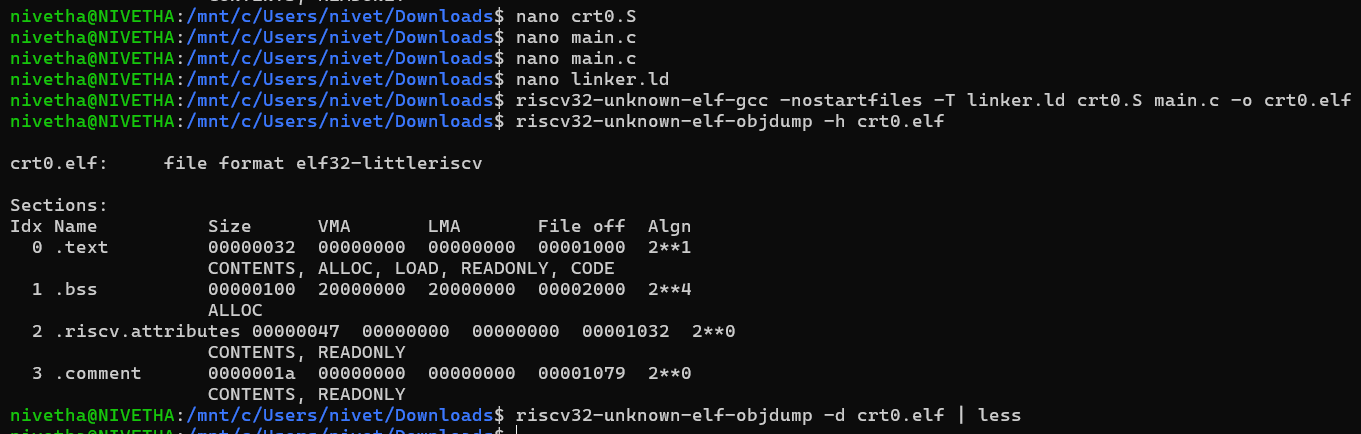 nivetha@NIVETHA:/mnt/c/Users/nivet/Downloads$ nano crt0.S
nivetha@NIVETHA:/mnt/c/Users/nivet/Downloads$ nano main.c
nivetha@NIVETHA:/mnt/c/Users/nivet/Downloads$ nano main.c
nivetha@NIVETHA:/mnt/c/Users/nivet/Downloads$ nano linker.ld
nivetha@NIVETHA:/mnt/c/Users/nivet/Downloads$ riscv32-unknown-elf-gcc -nostartfiles -T linker.ld crt0.S main.c -o crt0.elf
nivetha@NIVETHA:/mnt/c/Users/nivet/Downloads$ riscv32-unknown-elf-objdump -h crt0.elf
crt0.elf:     file format elf32-littleriscv
Sections:
Idx Name          Size      VMA       LMA       File off  Algn
  0 .text         00000032  00000000  00000000  00001000  2**1
                  CONTENTS, ALLOC, LOAD, READONLY, CODE
  1 .bss          00000100  20000000  20000000  00002000  2**4
                  ALLOC
  2 .riscv.attributes 00000047  00000000  00000000  00001032  2**0
                  CONTENTS, READONLY
  3 .comment      0000001a  00000000  00000000  00001079  2**0
                  CONTENTS, READONLY
nivetha@NIVETHA:/mnt/c/Users/nivet/Downloads$ riscv32-unknown-elf-objdump -d crt0.elf | less